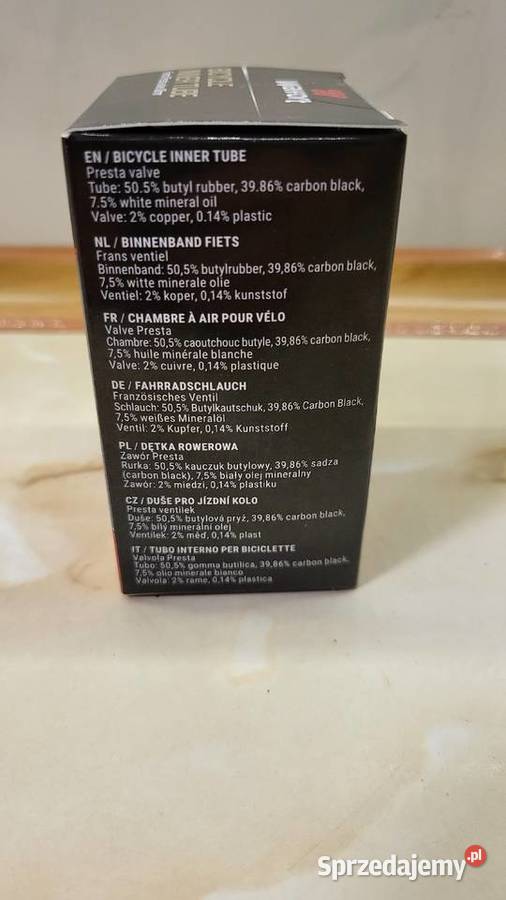 BICYCLE
INNER TUBE
EN / BICYCLE INNER TUBE
Presta valve
Tube: 50.5% butyl rubber, 39.86% carbon black,
7.5% white mineral oil
Valve: 2% copper, 0.14% plastic
NL / BINNENBAND FIETS
Frans ventiel
Binnenband: 50,5% butylrubber, 39,86% carbon black,
7,5% witte minerale olie
Ventiel: 2% koper, 0,14% kunststof
FR / CHAMBRE À AIR POUR VÉLO
Valve Presta
Chambre: 50,5% caoutchouc butyle, 39,86% carbon black,
7,5% huile minérale blanche
Valve: 2% cuivre, 0,14% plastique
DE / FAHRRADSCHLAUCH
Französisches Ventil
Schlauch: 50,5% Butylkautschuk, 39,86% Carbon Black,
7,5% weißes Mineralöl
Ventil: 2% Kupfer, 0,14% Kunststoff
PL / DĘTKA ROWEROWA
Zawór Presta
Rurka: 50,5% kauczuk butylowy, 39,86% sadza
(carbon black), 7,5% biały olej mineralny
Zawór: 2% miedzi, 0,14% plastiku
CZ / DUŠE PRO JÍZDNÍ KOLO
Presta ventilek
Duše: 50,5% butylová pryž, 39,86% carbon black,
7,5% bílý minerální olej
Ventilek: 2% měď, 0,14% plast
IT / TUBO INTERNO PER BICICLETTE
Valvola Presta
Tubo: 50,5% gomma butilica, 39,86% carbon black,
7,5% olio minerale bianco
Valvola: 2% rame, 0,14% plastica
Sprzedajemy.pl